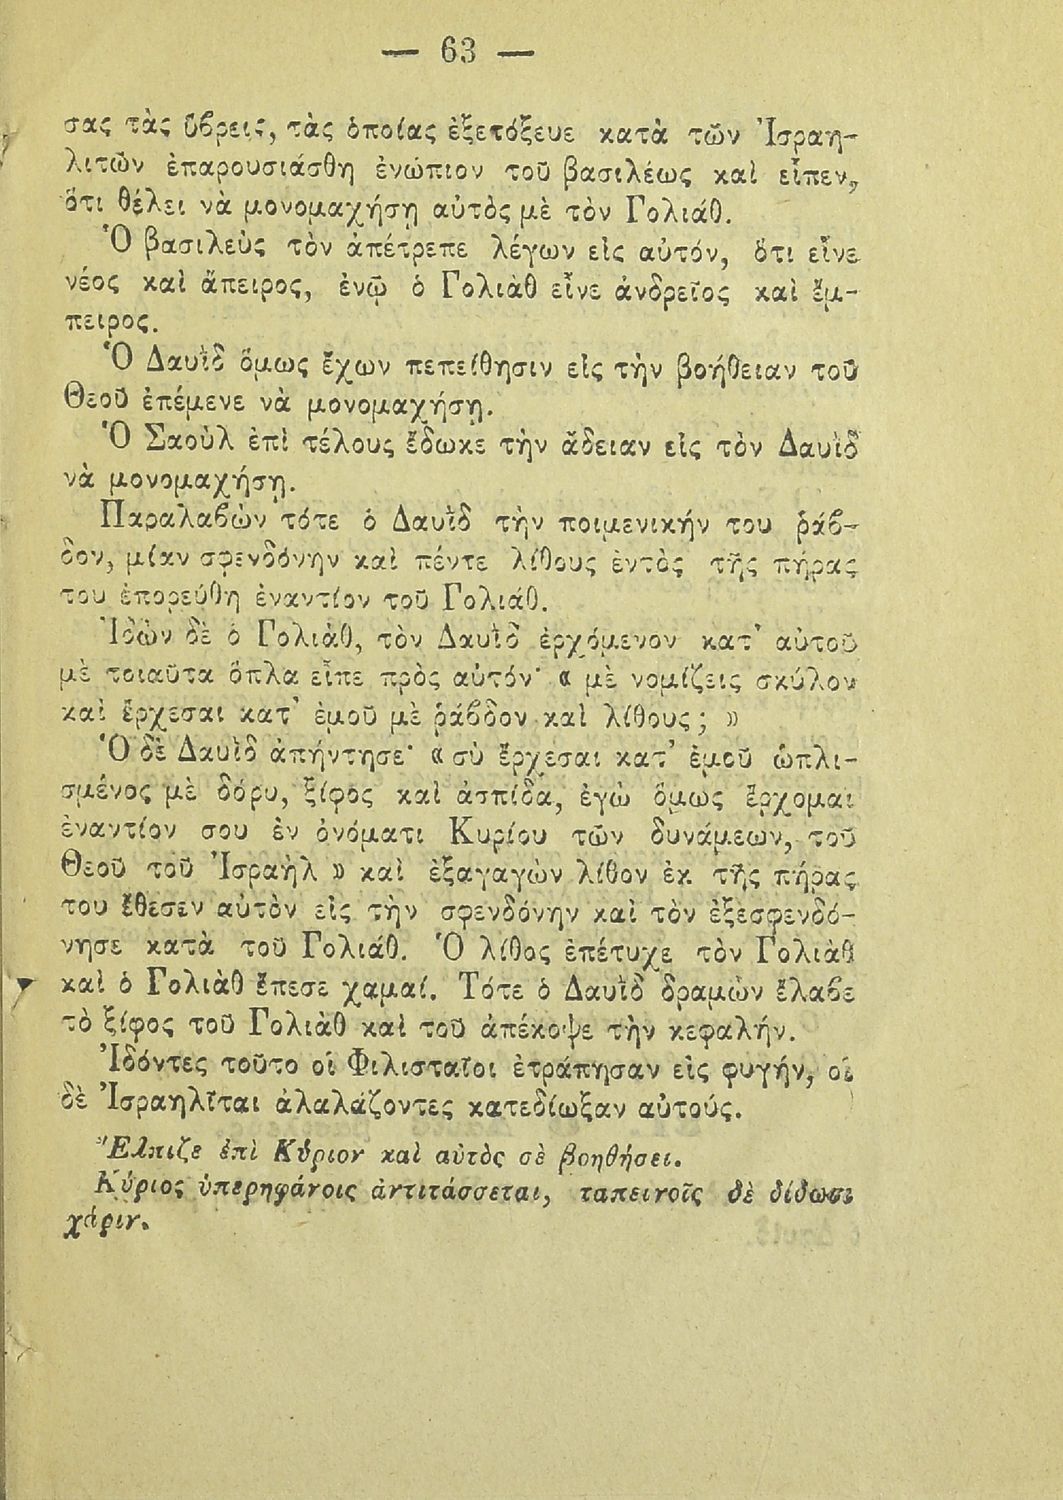 — 63 —
σας τὰς ὕβρεις, τὰς ὁποίας ἐξετόξευε κατὰ τῶν Ἰσραη-
λιτῶν ἐπαρουσιάσθη ἐνώπιον τοῦ βασιλέως καὶ εἶπεν,
ὅτι θέλει νὰ μονομαχήσῃ αὐτὸς μὲ τὸν Γολιάθ.
Ὁ βασιλεὺς τὸν ἀπέτρεπε λέγων εἰς αὐτόν, ὅτι εἶνε
νέος καὶ ἄπειρος, ἐνῷ ὁ Γολιὰθ εἶνε ἀνδρεῖος καὶ ἔμ-
πειρος.
Ὁ Δαυῒδ ὅμως ἔχων πεπείθησιν εἰς τὴν βοήθειαν τοῦ
Θεοῦ ἐπέμενε νὰ μονομαχήσῃ.
Ὁ Σαοὺλ ἐπὶ τέλους ἔδωκε τὴν ἄδειαν εἰς τὸν Δαυῒδ
νὰ μονομαχήσῃ.
Παραλαβὼν τότε ὁ Δαυῒδ τὴν ποιμενικήν του ῥάβ-
δον, μίαν σφενδόνην καὶ πέντε λίθους ἐντὸς τῆς πήρας
του ἐπορεύθη ἐναντίον τοῦ Γολιάθ.
Ἰδὼν δὲ ὁ Γολιὰθ, τὸν Δαυῒδ ἐρχόμενον κατ' αὐτοῦ
μὲ τοιαῦτα ὅπλα εἶπε πρὸς αὐτόν· « μὲ νομίζεις σκύλον
καὶ ἔρχεσαι κατ' ἐμοῦ μὲ ῥάβδον καὶ λίθους; »
Ὁ δὲ Δαυῒδ ἀπήντησε· « σὺ ἔρχεσαι κατ' ἐμοῦ ὡπλι-
σμένος μὲ δόρυ, ξίφος καὶ ἀσπίδα, ἐγὼ ὅμως ἔρχομαι
ἐναντίον σου ἐν ὀνόματι Κυρίου τῶν δυνάμεων, τοῦ
Θεοῦ τοῦ Ἰσραὴλ » καὶ ἐξαγαγὼν λίθον ἐκ τῆς πήρας
του ἔθεσεν αὐτὸν εἰς τὴν σφενδόνην καὶ τὸν ἐξεσφενδό-
νησε κατὰ τοῦ Γολιάθ. Ὁ λίθος ἐπέτυχε τὸν Γολιὰθ
καὶ ὁ Γολιὰθ ἔπεσε χαμαί. Τότε ὁ Δαυῒδ δραμὼν ἔλαβε
τὸ ξίφος τοῦ Γολιὰθ καὶ τοῦ ἀπέκοψε τὴν κεφαλήν.
Ἰδόντες τοῦτο οἱ Φιλισταῖοι ἐτράπησαν εἰς φυγήν, οἱ
δὲ Ἰσραηλῖται ἀλαλάζοντες κατεδίωξαν αὐτούς.
Ἔλπιζε ἐπὶ Κύριον καὶ αὐτὸς σὲ βοηθήσει.
Κύριος ὑπερηφάνοις ἀντιτάσσεται, ταπεινοῖς δὲ δίδωσι
χάριν.